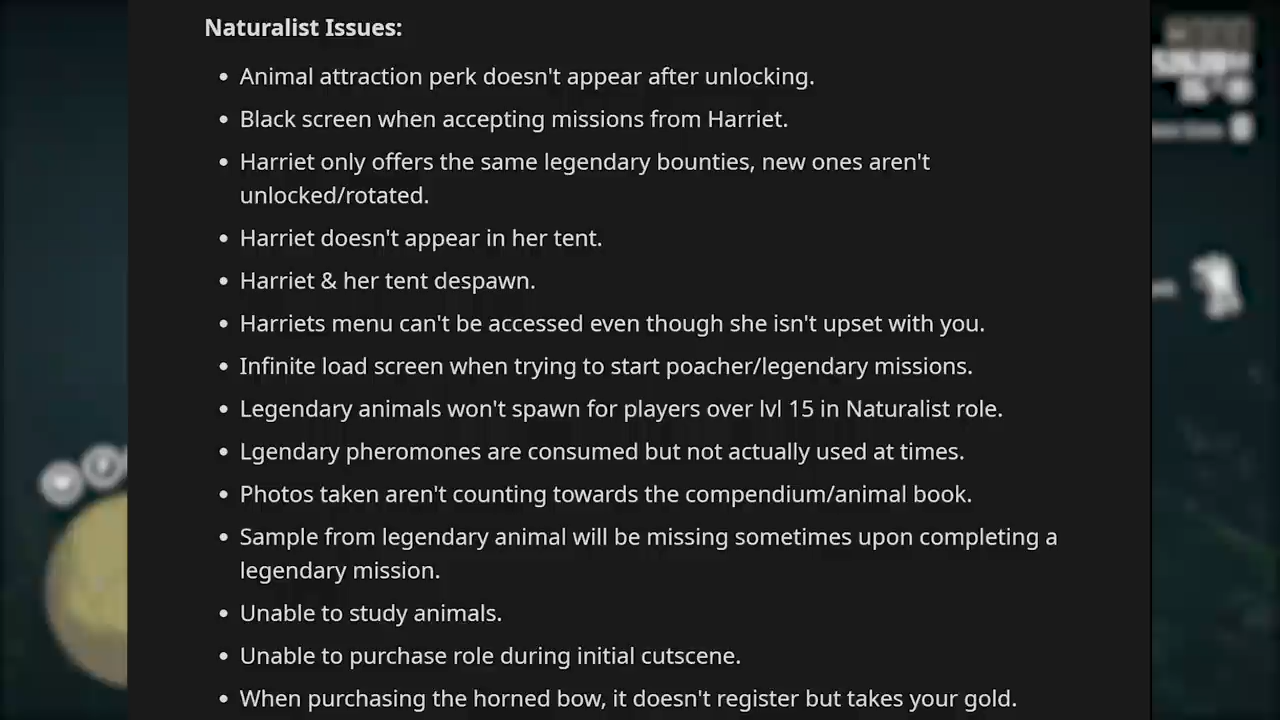 Naturalist Issues:
• Animal attraction perk doesn't appear after unlocking.
• Black screen when accepting missions from Harriet.
• Harriet only offers the same legendary bounties, new ones aren't
unlocked/rotated.
• Harriet doesn't appear in her tent.
• Harriet & her tent despawn.
• Harriets menu can't be accessed even though she isn't upset with you.
• Infinite load screen when trying to start poacher/legendary missions.
• Legendary animals won't spawn for players over lvl 15 in Naturalist role.
• Lgendary pheromones are consumed but not actually used at times.
• Photos taken aren't counting towards the compendium/animal book.
• Sample from legendary animal will be missing sometimes upon completing a
legendary mission.
• Unable to study animals.
• Unable to purchase role during initial cutscene.
• When purchasing the horned bow, it doesn't register but takes your gold.